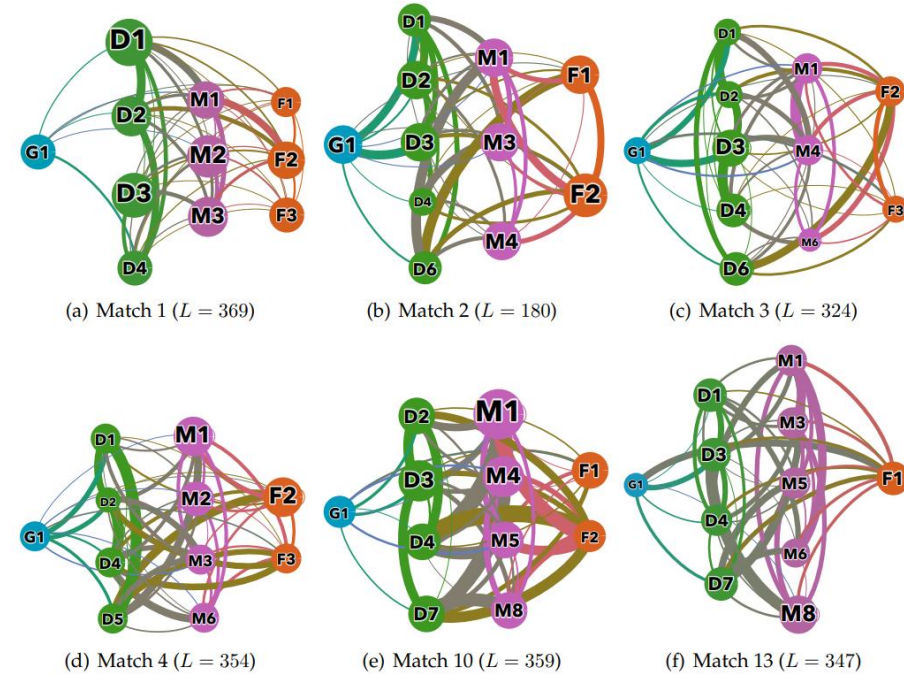 D1
D2
D3
D4
G1
M1
M2
M3
F1
F2
F3
(a) Match 1 (L = 369)
D1
D2
D3
D4
D6
G1
M1
M3
M4
F1
F2
(b) Match 2 (L = 180)
D1
D2
D3
D4
D6
G1
M1
M4
M6
F2
F3
(c) Match 3 (L = 324)
D1
D2
D4
D5
G1
M1
M2
M3
M6
F2
F3
(d) Match 4 (L = 354)
D2
D3
D4
D7
G1
M1
M4
M5
M8
F1
F2
(e) Match 10 (L = 359)
D1
D3
D4
D7
G1
M1
M3
M5
M6
M8
F1
(f) Match 13 (L = 347)